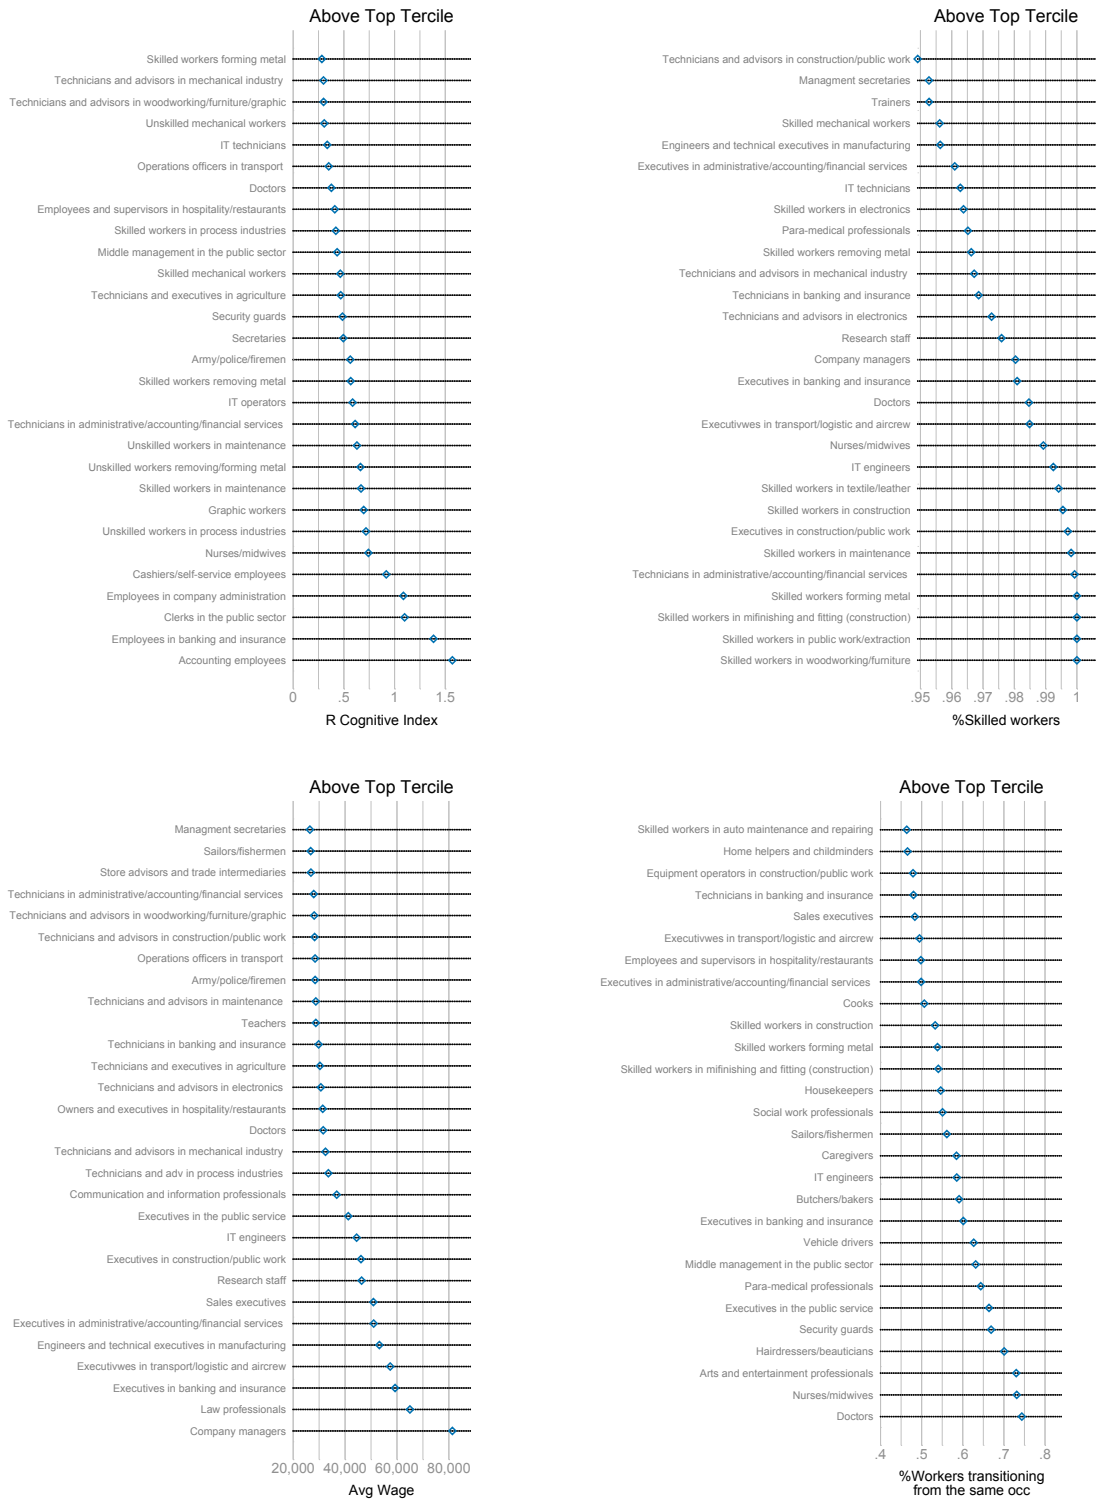 Above Top Tercile
Skilled workers forming metal
Technicians and advisors in mechanical industry
Technicians and advisors in woodworking/furniture/graphic
Unskilled mechanical workers
IT technicians
Operations officers in transport
Doctors
Employees and supervisors in hospitality/restaurants
Skilled workers in process industries
Middle management in the public sector
Skilled mechanical workers
Technicians and executives in agriculture
Security guards
Secretaries
Army/police/firemen
Skilled workers removing metal
IT operators
Technicians in administrative/accounting/financial services
Unskilled workers in maintenance
Unskilled workers removing/forming metal
Skilled workers in maintenance
Graphic workers
Unskilled workers in process industries
Nurses/midwives
Cashiers/self-service employees
Employees in company administration
Clerks in the public sector
Employees in banking and insurance
Accounting employees
0 .5 1 1.5
R Cognitive Index
Above Top Tercile
Technicians and advisors in construction/public work
Managment secretaries
Trainers
Skilled mechanical workers
Engineers and technical executives in manufacturing
Executives in administrative/accounting/financial services
IT technicians
Skilled workers in electronics
Para-medical professionals
Skilled workers removing metal
Technicians and advisors in mechanical industry
Technicians in banking and insurance
Technicians and advisors in electronics
Research staff
Company managers
Executives in banking and insurance
Doctors
Executivwes in transport/logistic and aircrew
Nurses/midwives
IT engineers
Skilled workers in textile/leather
Skilled workers in construction
Executives in construction/public work
Skilled workers in maintenance
Technicians in administrative/accounting/financial services
Skilled workers forming metal
Skilled workers in mifinishing and fitting (construction)
Skilled workers in public work/extraction
Skilled workers in woodworking/furniture
.95 .96 .97 .98 .99 1
%Skilled workers
Above Top Tercile
Managment secretaries
Sailors/fishermen
Store advisors and trade intermediaries
Technicians in administrative/accounting/financial services
Technicians and advisors in woodworking/furniture/graphic
Technicians and advisors in construction/public work
Operations officers in transport
Army/police/firemen
Technicians and advisors in maintenance
Teachers
Technicians in banking and insurance
Technicians and executives in agriculture
Technicians and advisors in electronics
Owners and executives in hospitality/restaurants
Doctors
Technicians and advisors in mechanical industry
Technicians and adv in process industries
Communication and information professionals
Executives in the public service
IT engineers
Executives in construction/public work
Research staff
Sales executives
Executives in administrative/accounting/financial services
Engineers and technical executives in manufacturing
Executivwes in transport/logistic and aircrew
Executives in banking and insurance
Law professionals
Company managers
20,000 40,000 60,000 80,000
Avg Wage
Above Top Tercile
Skilled workers in auto maintenance and repairing
Home helpers and childminders
Equipment operators in construction/public work
Technicians in banking and insurance
Sales executives
Executivwes in transport/logistic and aircrew
Employees and supervisors in hospitality/restaurants
Executives in administrative/accounting/financial services
Cooks
Skilled workers in construction
Skilled workers forming metal
Skilled workers in mifinishing and fitting (construction)
Housekeepers
Social work professionals
Sailors/fishermen
Caregivers
IT engineers
Butchers/bakers
Executives in banking and insurance
Vehicle drivers
Middle management in the public sector
Para-medical professionals
Executives in the public service
Security guards
Hairdressers/beauticians
Arts and entertainment professionals
Nurses/midwives
Doctors
.4 .5 .6 .7 .8
%Workers transitioning
from the same occ